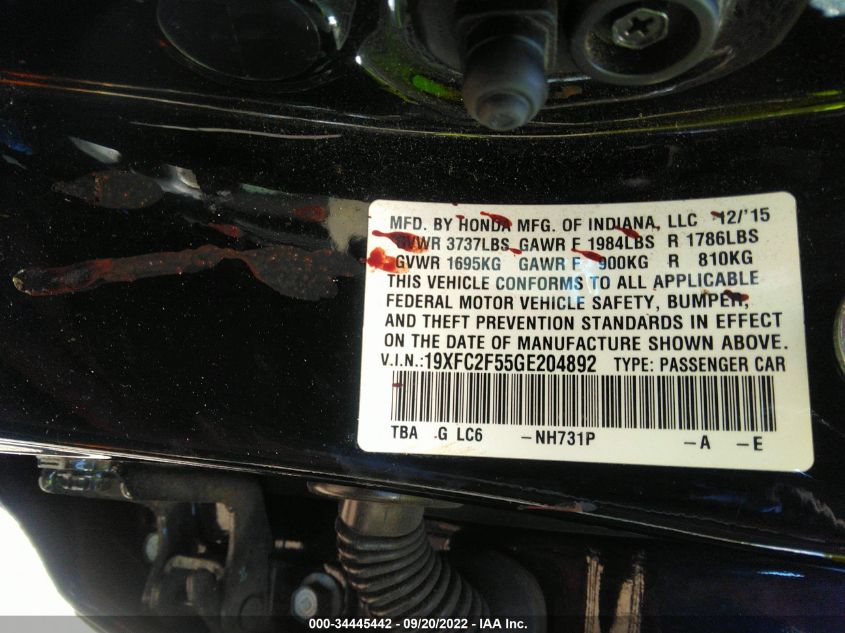 MFD. BY HONDA MFG. OF INDIANA, LLC 12/'15
GVWR 3737LBS GAWR F 1984LBS R 1786LBS
GVWR 1695KG GAWR F 900KG R 810KG
THIS VEHICLE CONFORMS TO ALL APPLICABLE
FEDERAL MOTOR VEHICLE SAFETY, BUMPER,
AND THEFT PREVENTION STANDARDS IN EFFECT
ON THE DATE OF MANUFACTURE SHOWN ABOVE.
V.I.N.:19XFC2F55GE204892 TYPE: PASSENGER CAR
TBA G LC6 -NH731P -A -E
000-34445442 - 09/20/2022 - IAA Inc.